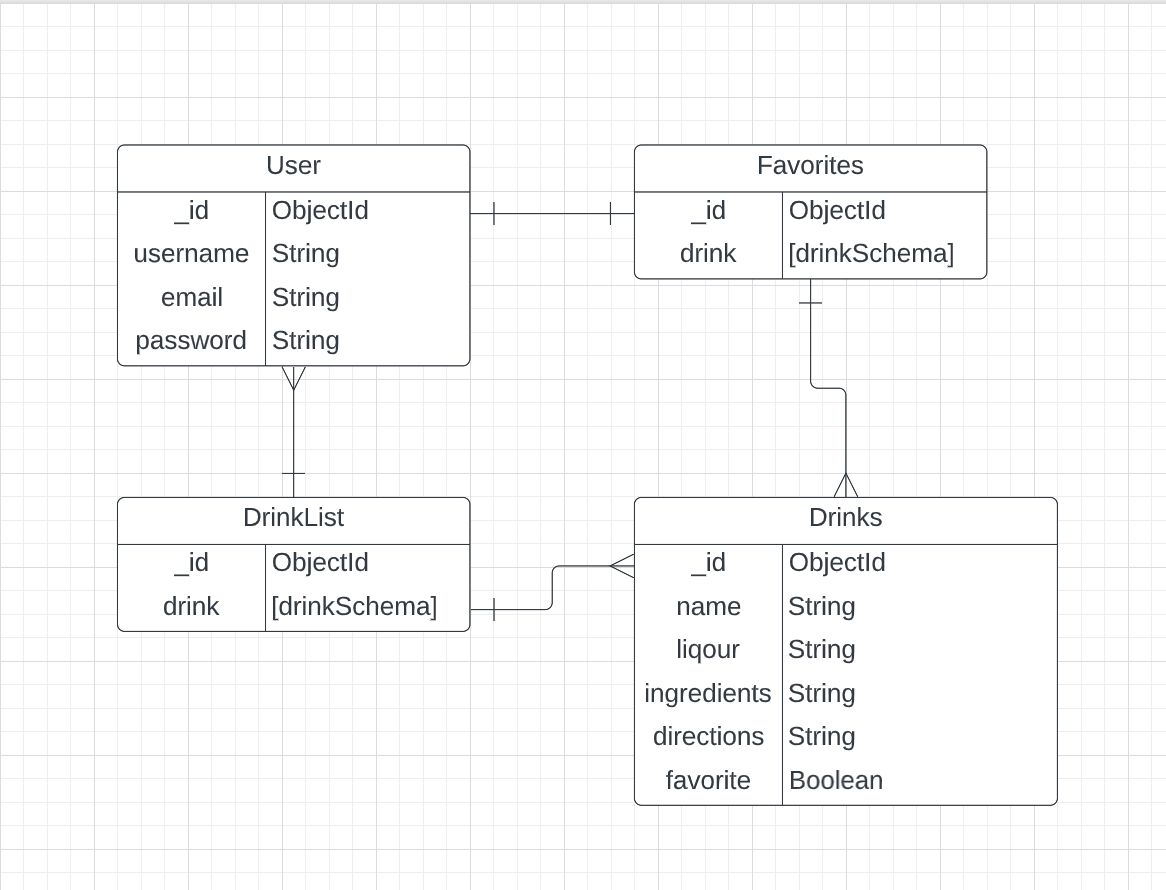 User
_id ObjectId
username String
email String
password String
Favorites
_id ObjectId
drink [drinkSchema]
DrinkList
_id ObjectId
drink [drinkSchema]
Drinks
_id ObjectId
name String
liqour String
ingredients String
directions String
favorite Boolean